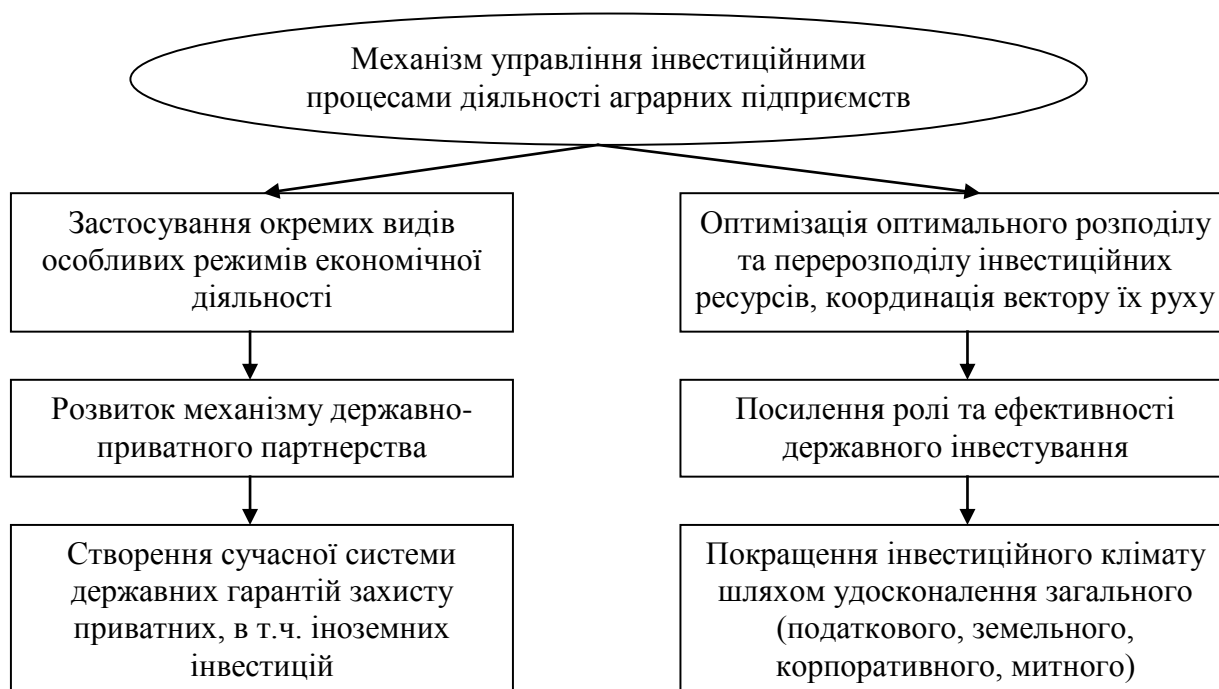 Механізм управління інвестиційними
процесами діяльності аграрних підприємств
Застосування окремих видів
особливих режимів економічної
діяльності
Оптимізація оптимального розподілу
та перерозподілу інвестиційних
ресурсів, координація вектору їх руху
Розвиток механізму державно-
приватного партнерства
Посилення ролі та ефективності
державного інвестування
Створення сучасної системи
державних гарантій захисту
приватних, в т.ч. іноземних
інвестицій
Покращення інвестиційного клімату
шляхом удосконалення загального
(податкового, земельного,
корпоративного, митного)